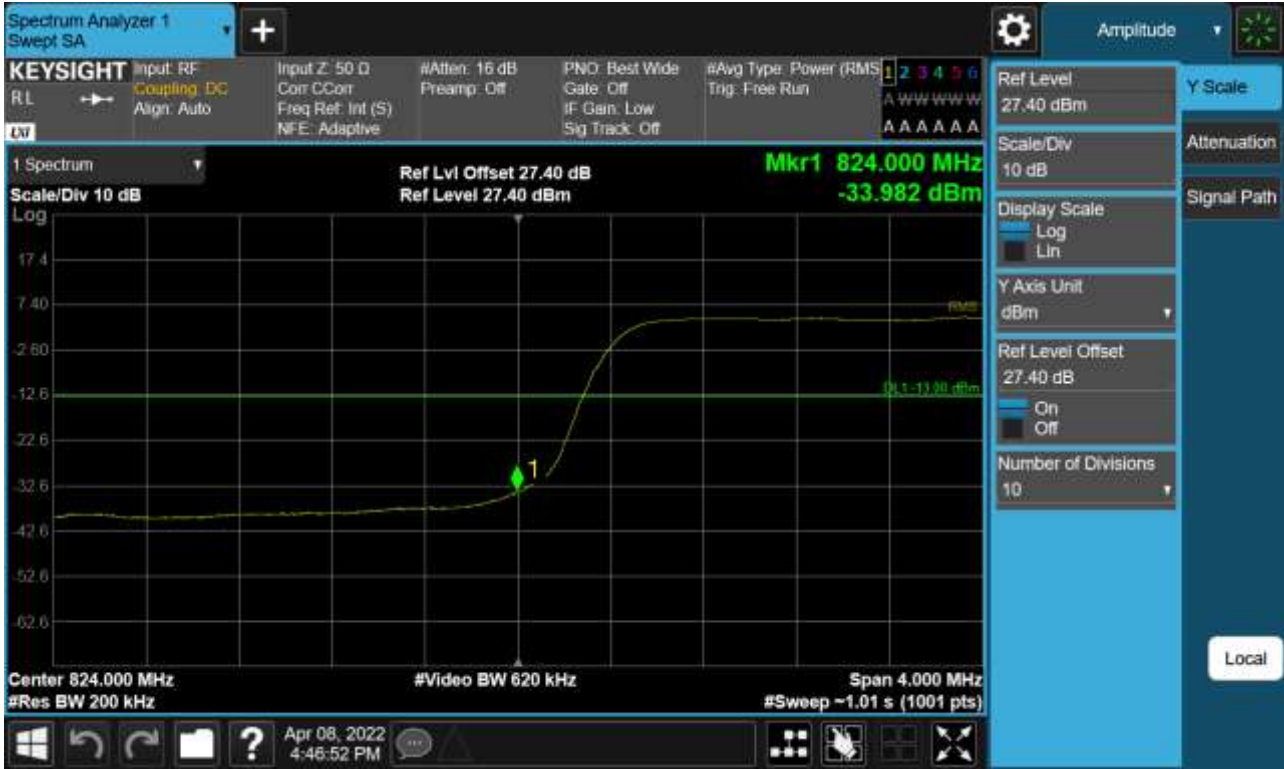 Spectrum Analyzer 1
Swept SA
+
Amplitude
KEYSIGHT
RL
LXI
Input: RF
Coupling: DC
Align: Auto
Input Z: 50 Ω
Corr CCorr
Freq Ref: Int (S)
NFE: Adaptive
#Atten: 16 dB
Preamp: Off
PNO: Best Wide
Gate: Off
IF Gain: Low
Sig Track: Off
#Avg Type: Power (RMS
Trig: Free Run
1 2 3 4 5 6
A W W W W W
A A A A A A
1 Spectrum
Scale/Div 10 dB
Ref Lvl Offset 27.40 dB
Ref Level 27.40 dBm
Mkr1 824.000 MHz
-33.982 dBm
Log
17.4
7.40
RMS
-2.60
-12.6
DL1 -13.00 dBm
-22.6
1
-32.6
-42.6
-52.6
-62.6
Center 824.000 MHz
#Video BW 620 kHz
Span 4.000 MHz
#Res BW 200 kHz
#Sweep ~1.01 s (1001 pts)
Ref Level
27.40 dBm
Scale/Div
10 dB
Display Scale
Log
Lin
Y Axis Unit
dBm
Ref Level Offset
27.40 dB
On
Off
Number of Divisions
10
Y Scale
Attenuation
Signal Path
Local
?
Apr 08, 2022
4:46:52 PM